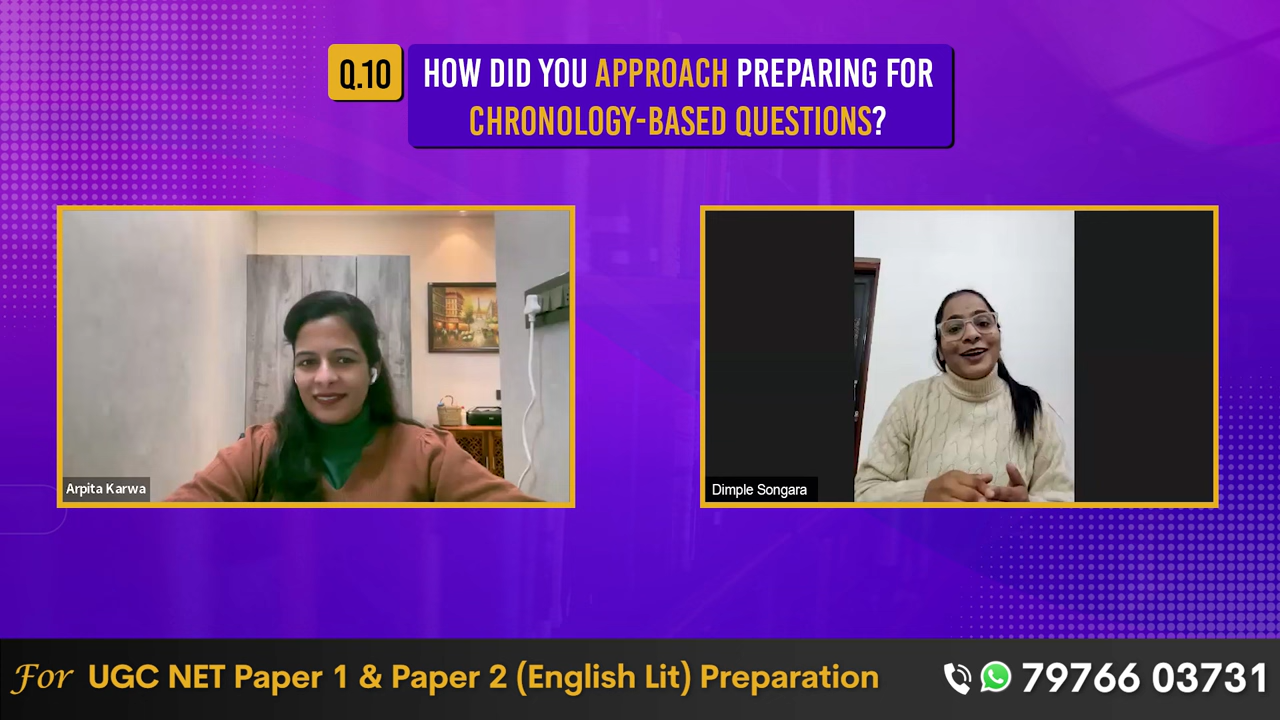 Q.10
HOW DID YOU APPROACH PREPARING FOR
CHRONOLOGY-BASED QUESTIONS?
Arpita Karwa
Dimple Songara
For UGC NET Paper 1 & Paper 2 (English Lit) Preparation
79766 03731